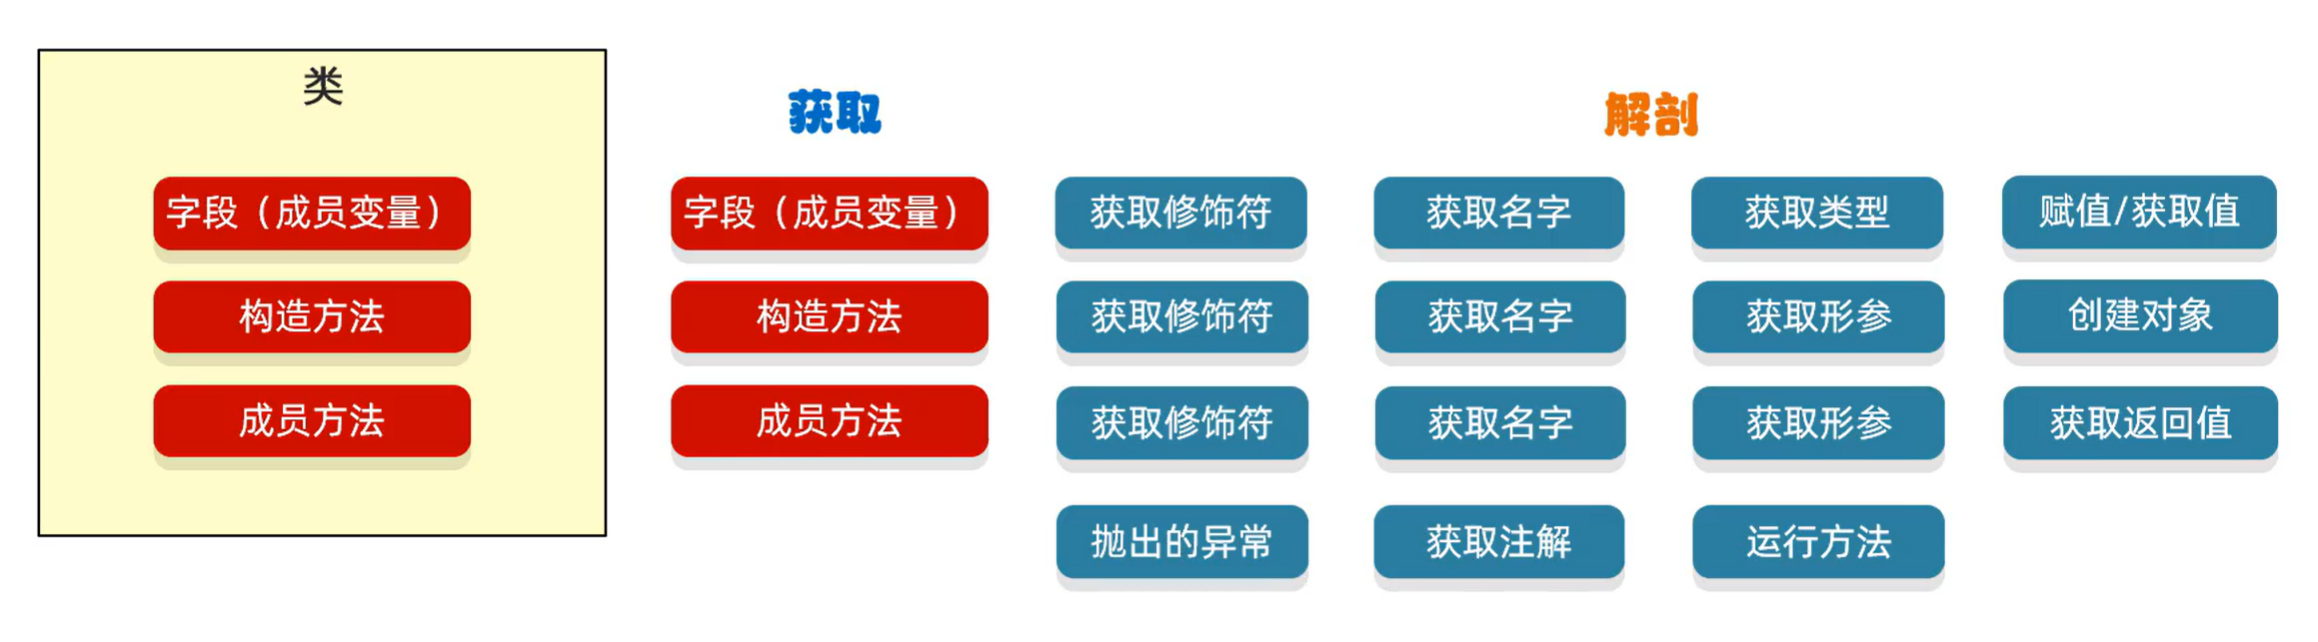 类
字段（成员变量）
构造方法
成员方法
获取
解剖
字段（成员变量） 获取修饰符 获取名字 获取类型 赋值/获取值
构造方法 获取修饰符 获取名字 获取形参 创建对象
成员方法 获取修饰符 获取名字 获取形参 获取返回值
抛出的异常 获取注解 运行方法